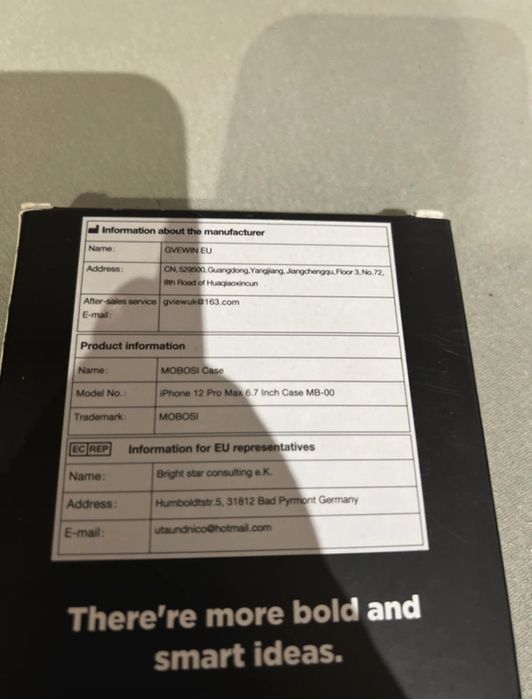 Information about the manufacturer
Name: GVEWIN EU
Address: CN, 529500, Guangdong, Yangjiang, Jiangchengqu, Floor 3, No.72,
8th Road of Huaqiaoxincun
After-sales service gviewuk@163.com
E-mail:
Product information
Name: MOBOSI Case
Model No.: iPhone 12 Pro Max 6.7 Inch Case MB-00
Trademark: MOBOSI
EC REP Information for EU representatives
Name: Bright star consulting e.K.
Address: Humboldtstr.5, 31812 Bad Pyrmont Germany
E-mail: utaundnico@hotmail.com
There're more bold and
smart ideas.